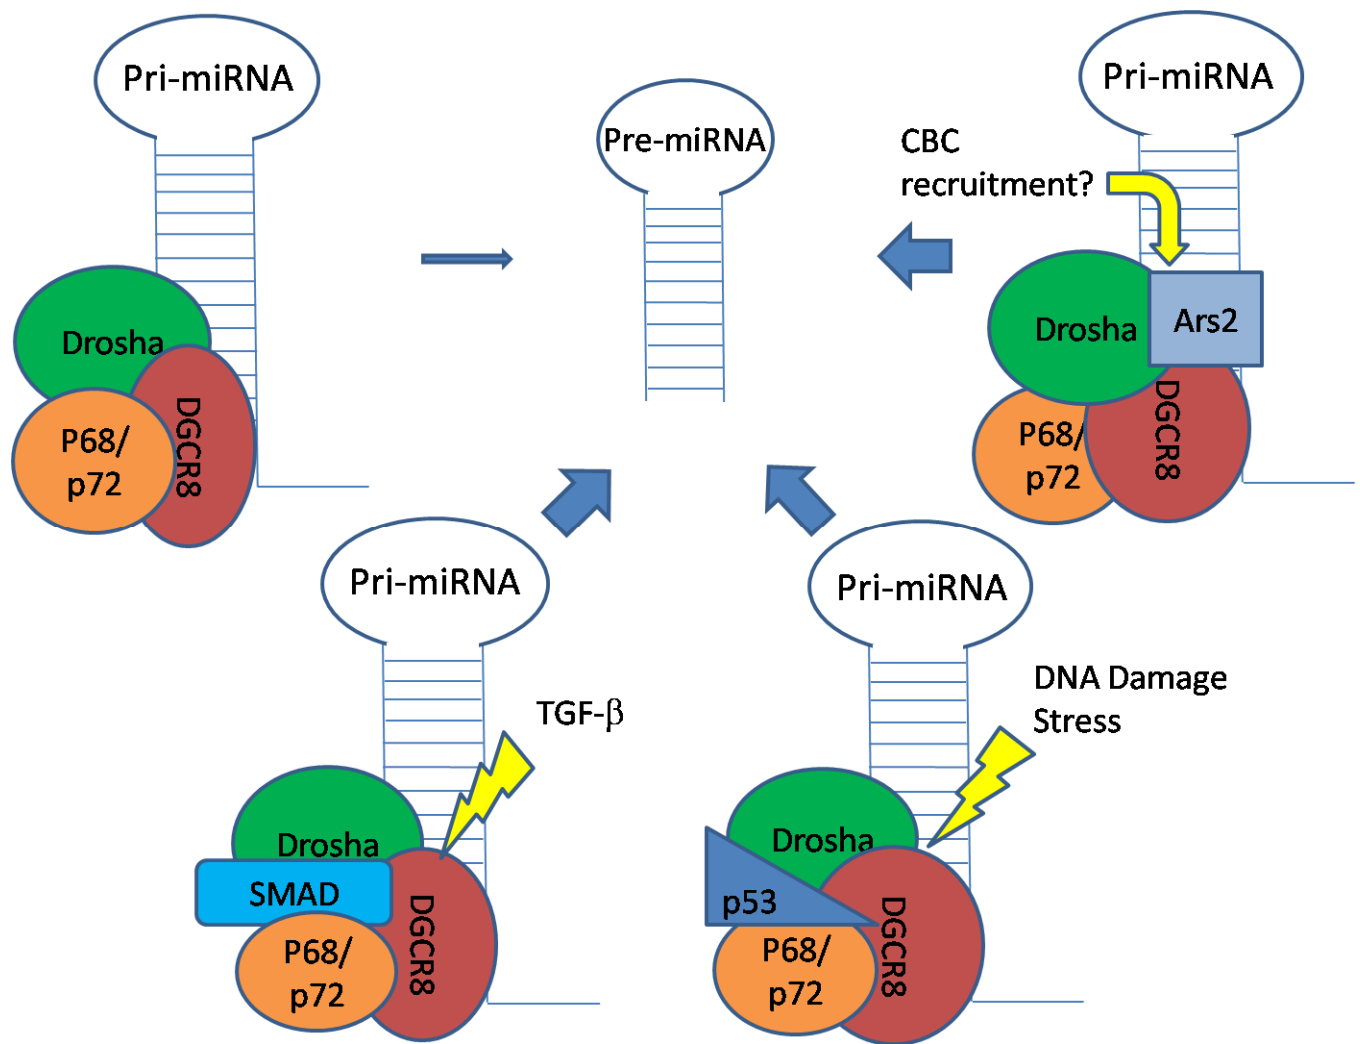 Pri-miRNA
Drosha
P68/
p72
DGCR8
Pre-miRNA
CBC
recruitment?
Pri-miRNA
Drosha
Ars2
P68/
p72
DGCR8
Pri-miRNA
TGF-β
Drosha
SMAD
P68/
p72
DGCR8
Pri-miRNA
DNA Damage
Stress
Drosha
p53
P68/
p72
DGCR8